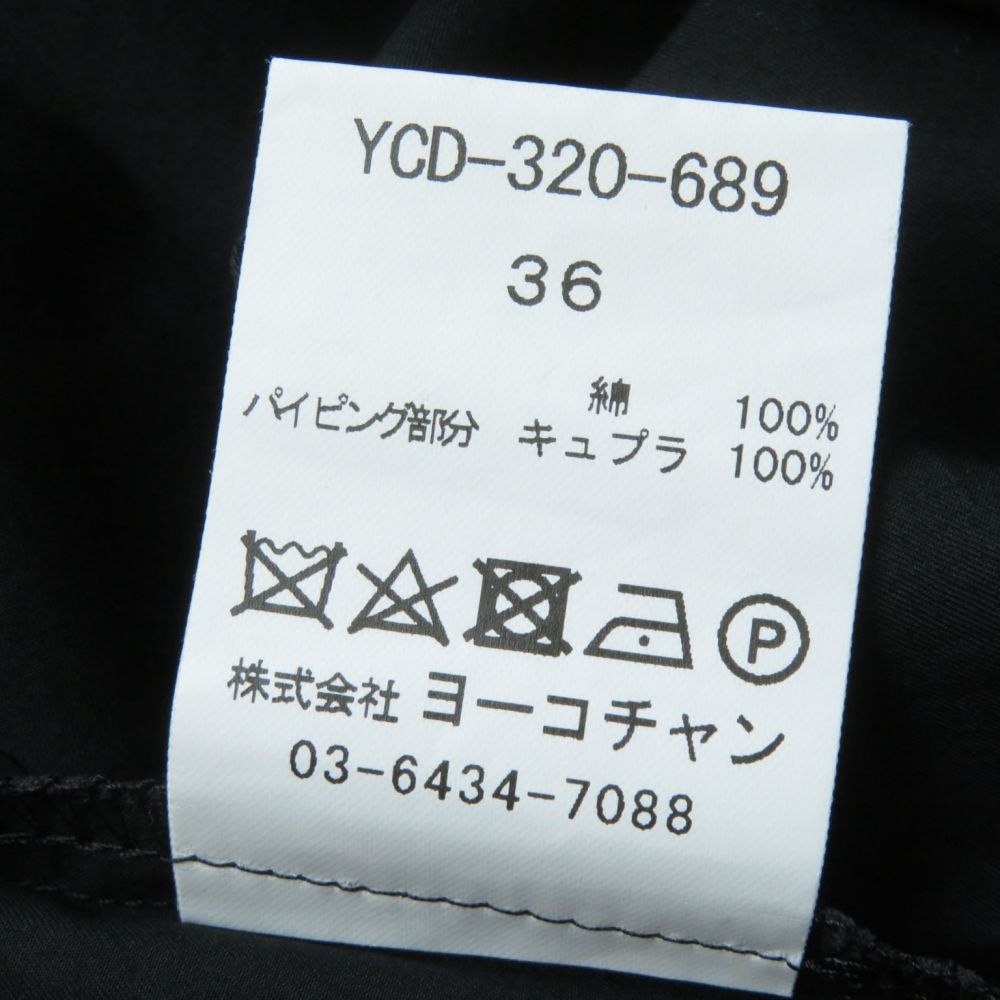 YCD-320-689
36
綿 100%
パイピング部分 キュプラ 100%
P
株式会社 ヨーコチャン
03-6434-7088